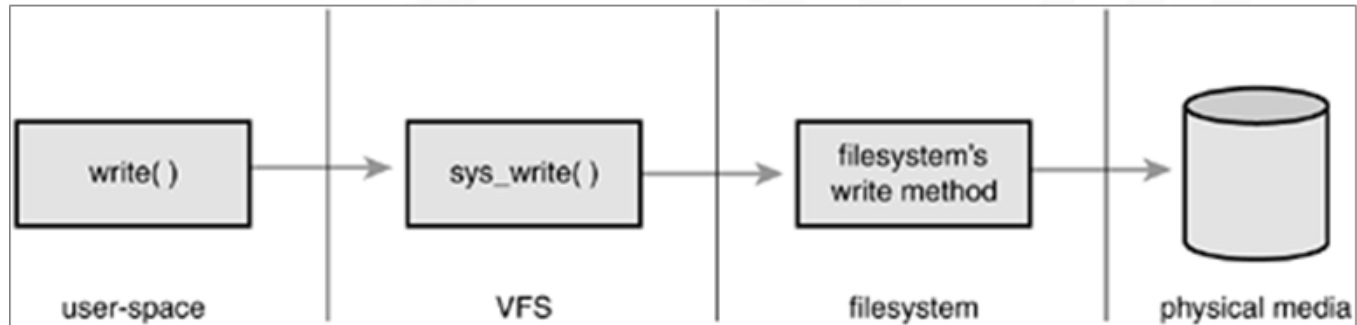 write( )
sys_write( )
filesystem's
write method
user-space
VFS
filesystem
physical media